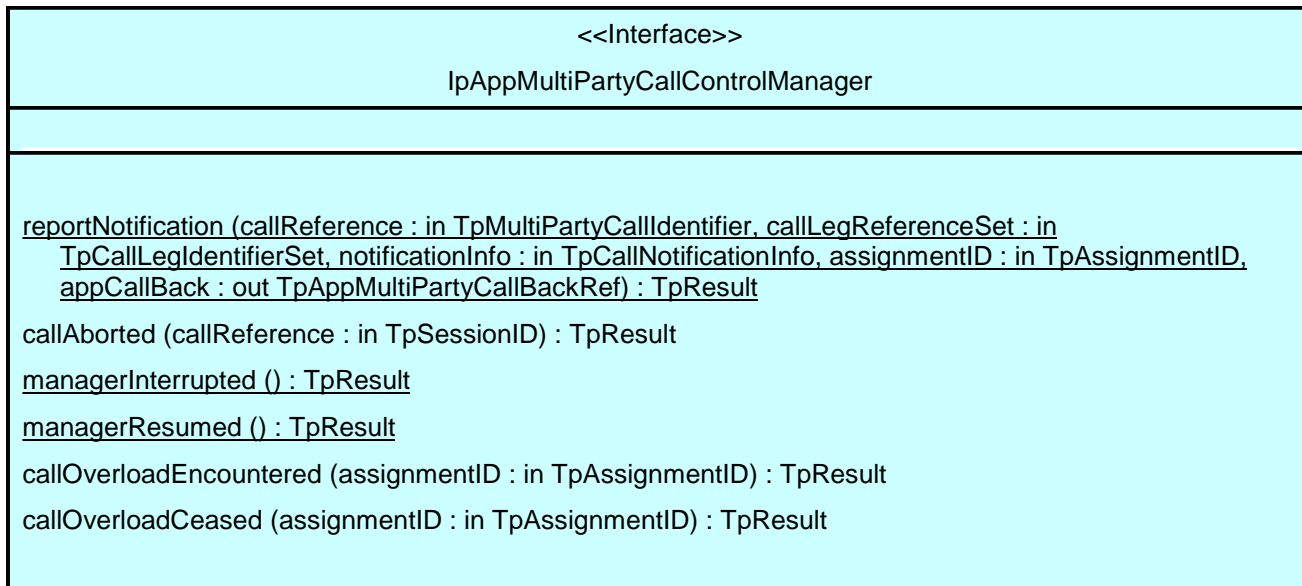 <<Interface>>
IpAppMultiPartyCallControlManager
reportNotification (callReference : in TpMultiPartyCallIdentifier, callLegReferenceSet : in
TpCallLegIdentifierSet, notificationInfo : in TpCallNotificationInfo, assignmentID : in TpAssignmentID,
appCallBack : out TpAppMultiPartyCallBackRef) : TpResult
callAborted (callReference : in TpSessionID) : TpResult
managerInterrupted () : TpResult
managerResumed () : TpResult
callOverloadEncountered (assignmentID : in TpAssignmentID) : TpResult
callOverloadCeased (assignmentID : in TpAssignmentID) : TpResult